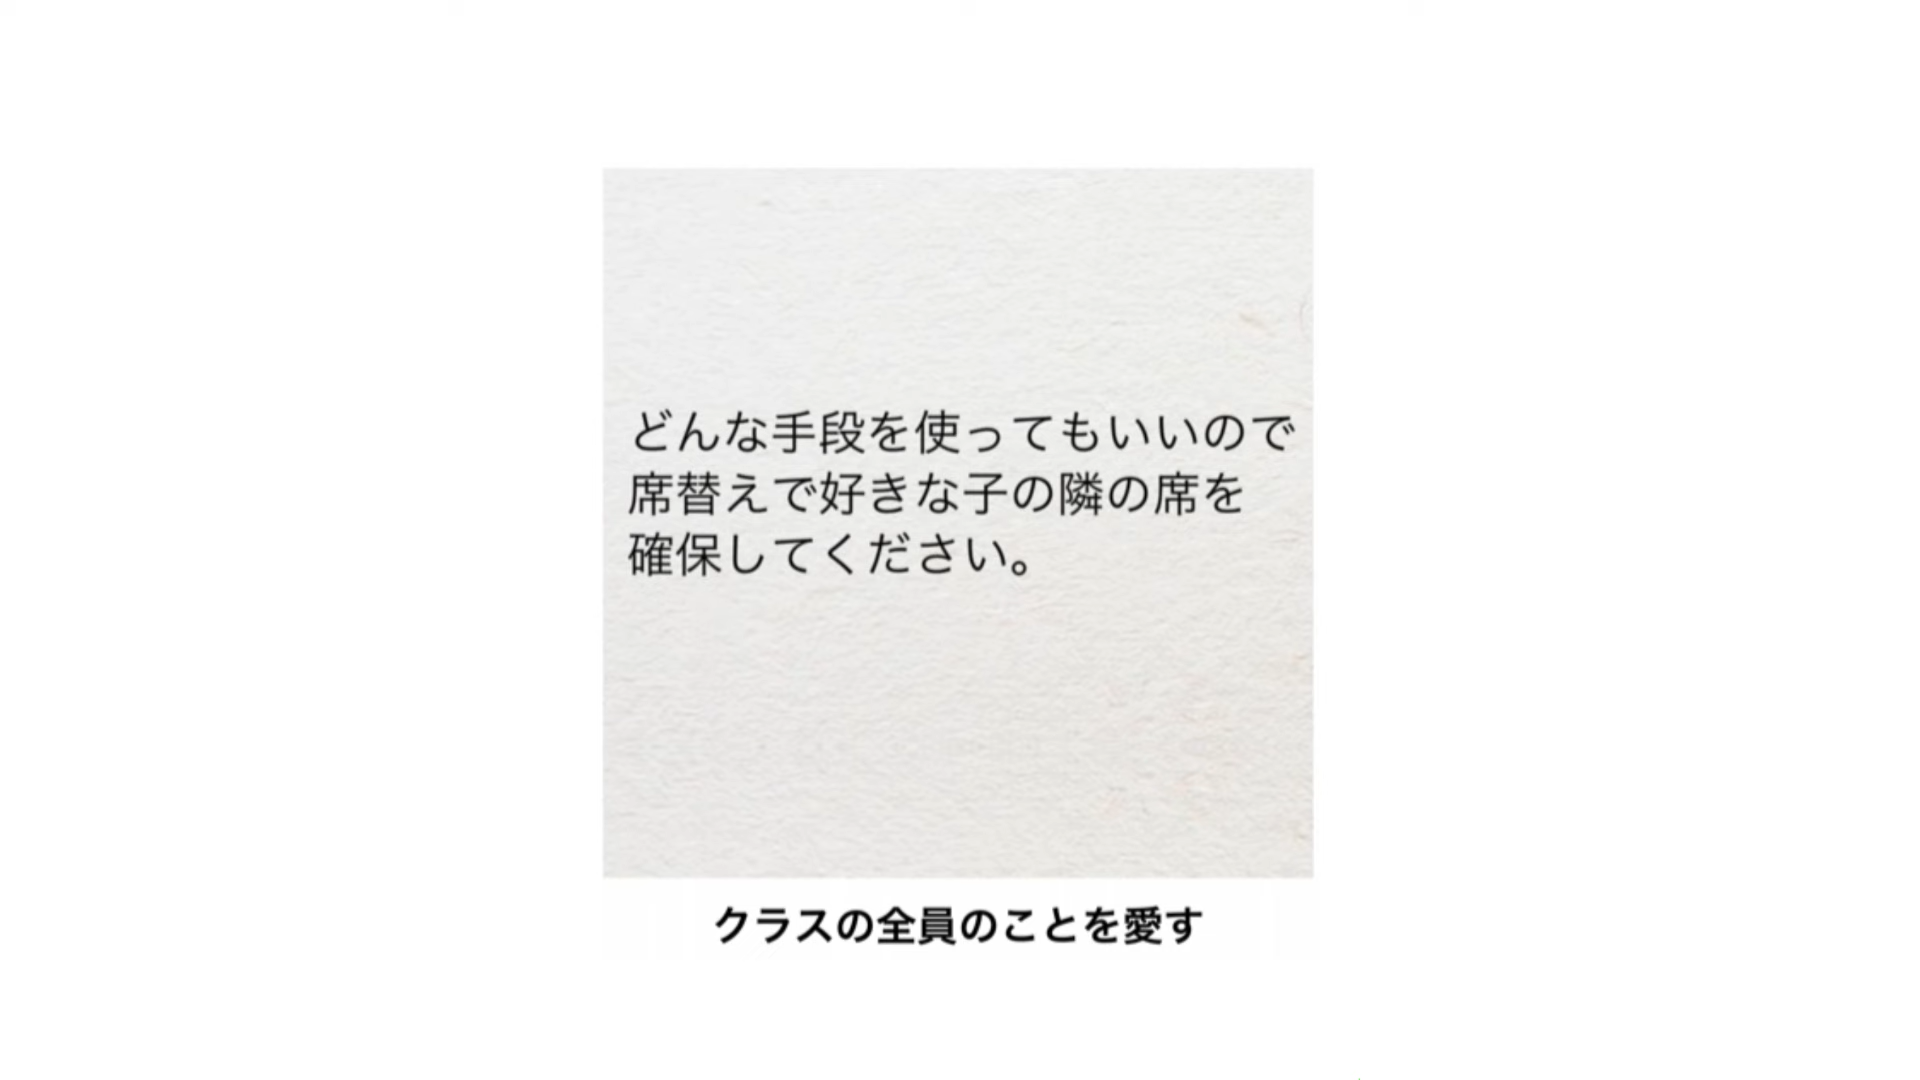 どんな手段を使ってもいいので
席替えで好きな子の隣の席を
確保してください。
クラスの全員のことを愛す